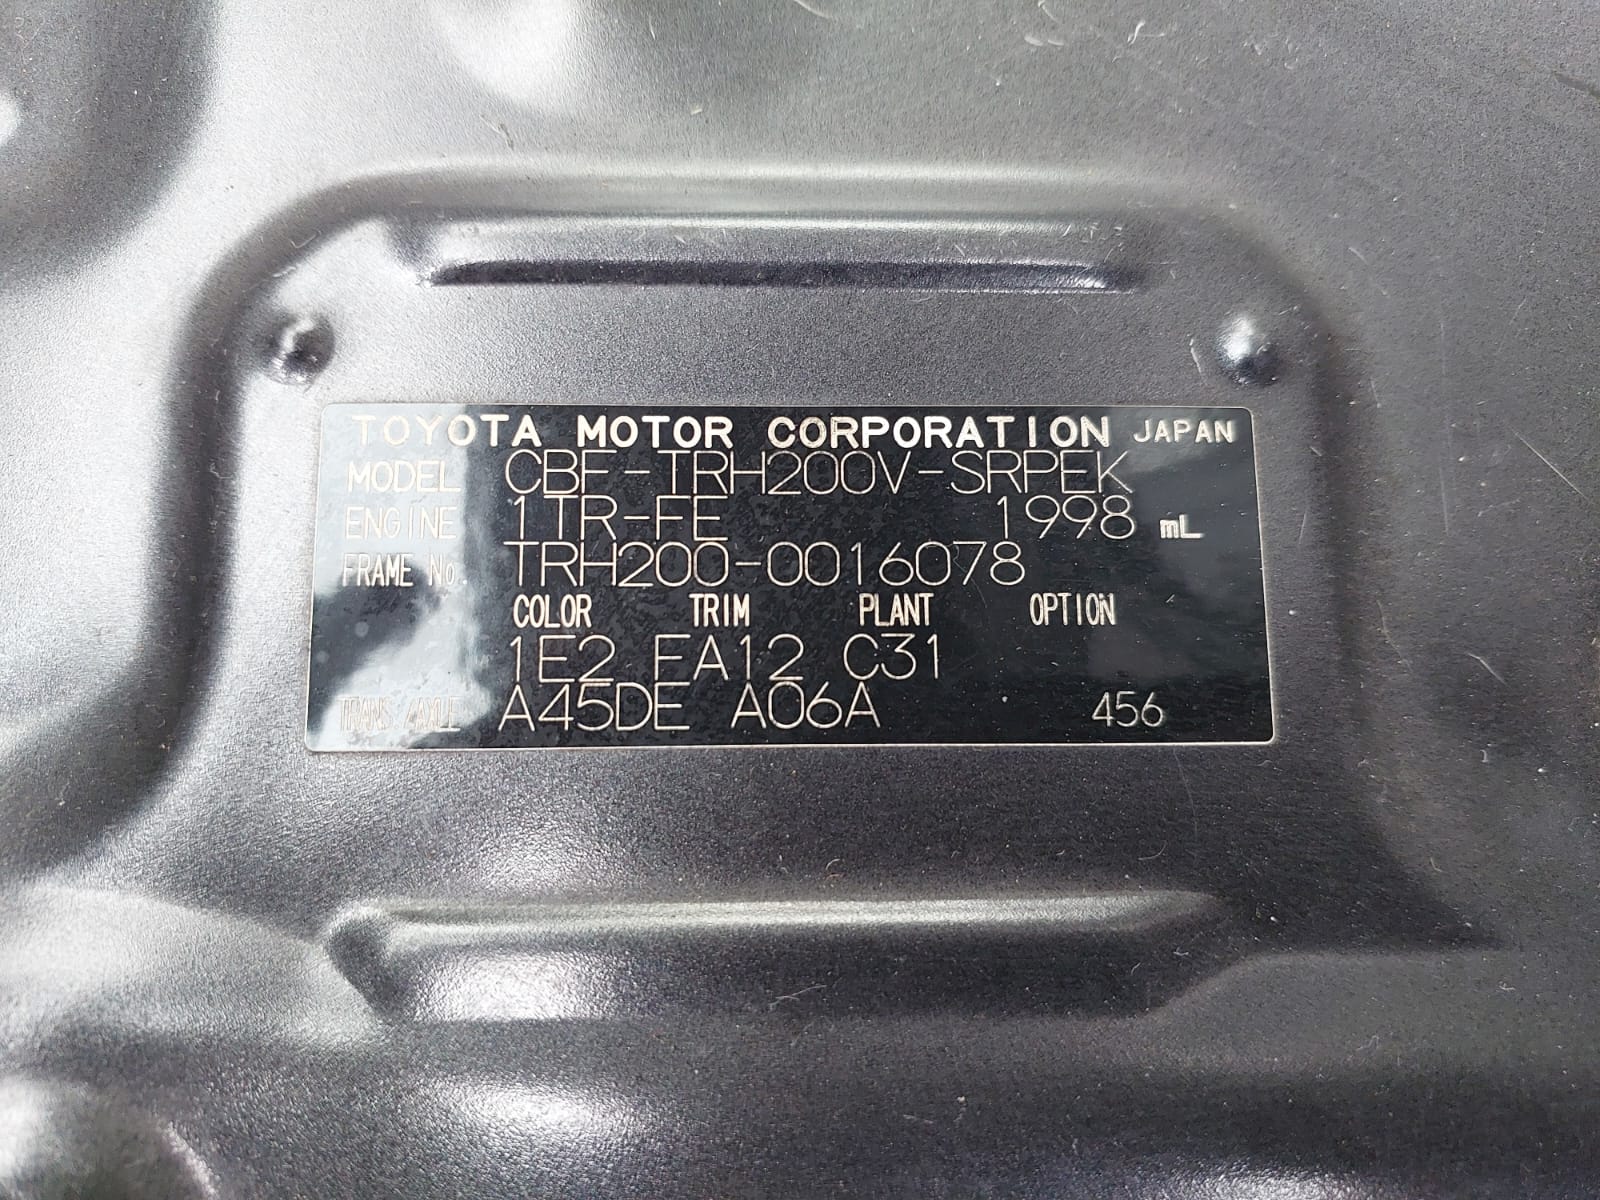 TOYOTA MOTOR CORPORATION JAPAN
MODEL CBF-TRH200V-SRPEK
ENGINE 1TR-FE 1998 mL
FRAME No. TRH200-0016078
COLOR TRIM PLANT OPTION
1E2 FA12 C31
TRANS./AXLE A45DE A06A 456